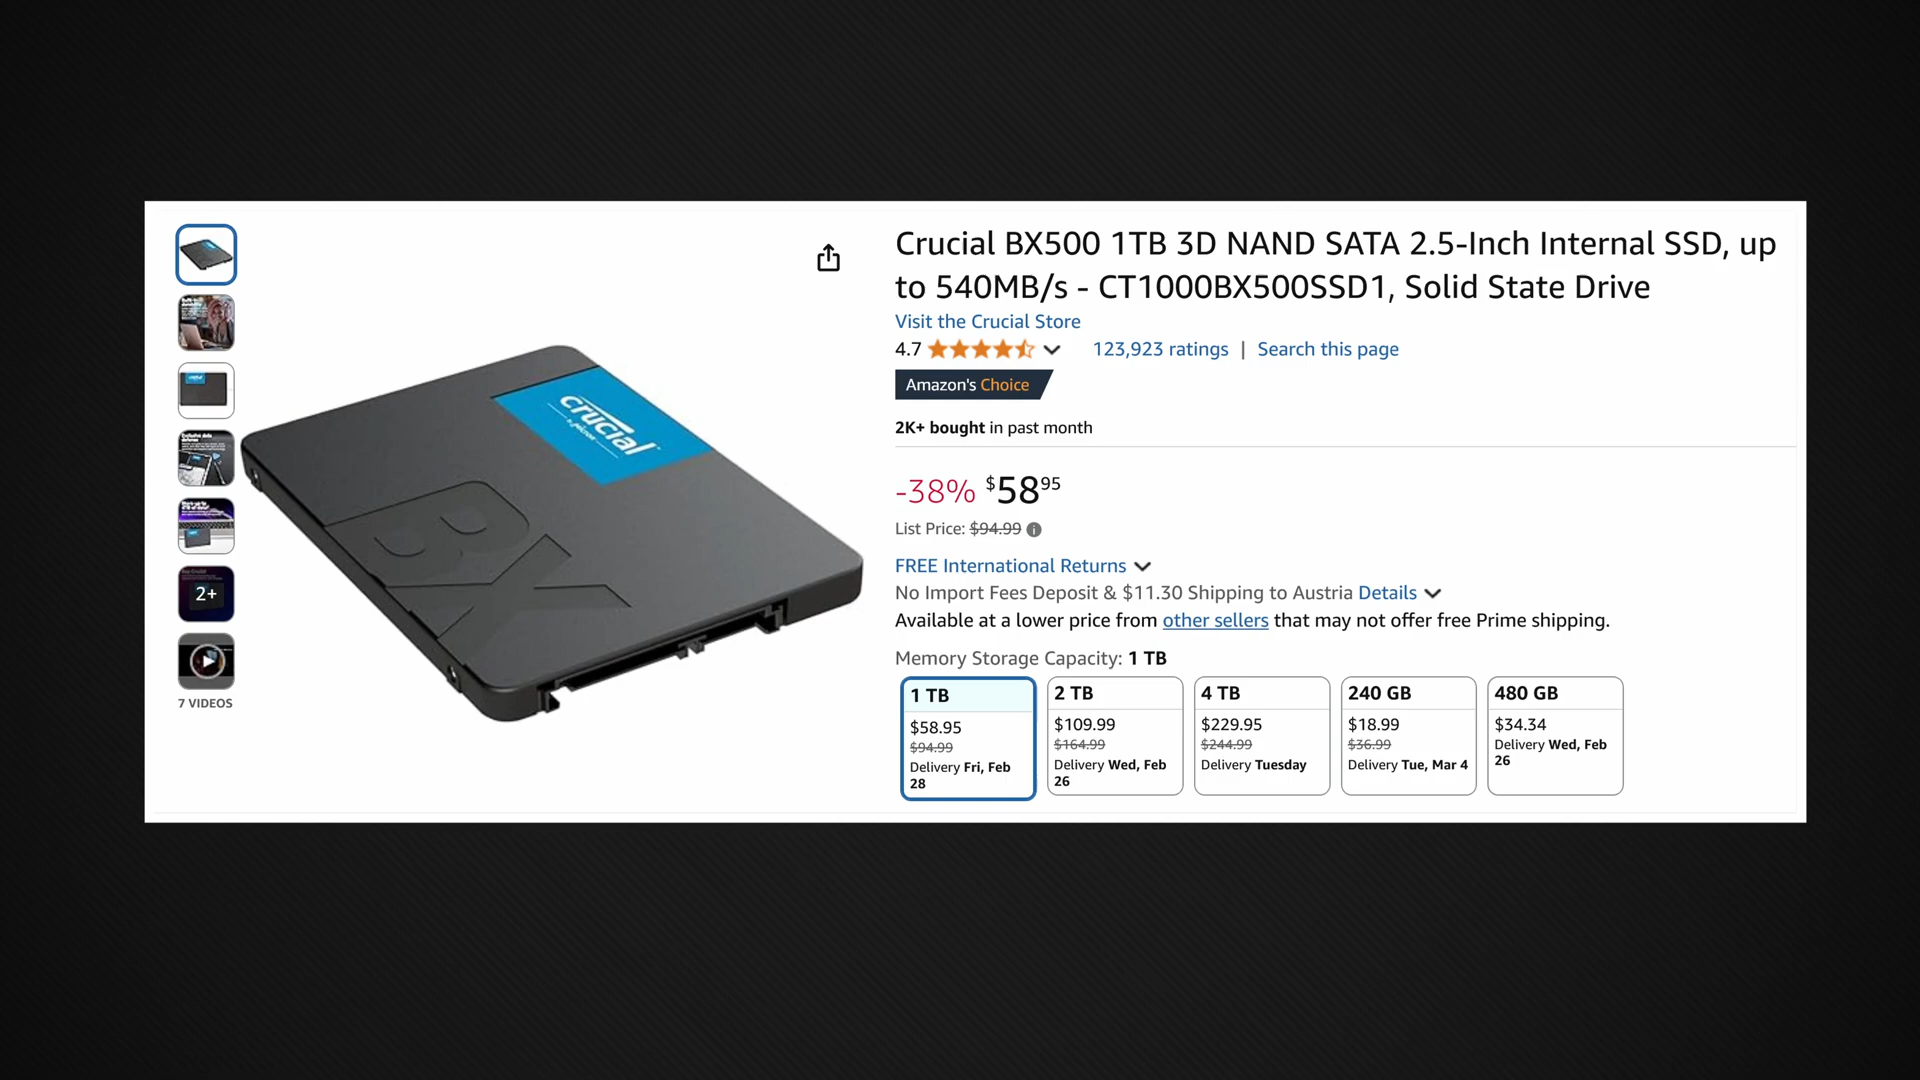 Crucial BX500 1TB 3D NAND SATA 2.5-Inch Internal SSD, up
to 540MB/s - CT1000BX500SSD1, Solid State Drive
Visit the Crucial Store
4.7 123,923 ratings | Search this page
Amazon's Choice
2K+ bought in past month
-38% $58.95
List Price: $94.99
FREE International Returns
No Import Fees Deposit & $11.30 Shipping to Austria Details
Available at a lower price from other sellers that may not offer free Prime shipping.
Memory Storage Capacity: 1 TB
1 TB
$58.95
$94.99
Delivery Fri, Feb
28
2 TB
$109.99
$164.99
Delivery Wed, Feb
26
4 TB
$229.95
$244.99
Delivery Tuesday
240 GB
$18.99
$36.99
Delivery Tue, Mar 4
480 GB
$34.34
Delivery Wed, Feb
26
crucial
by micron
BX
2+
7 VIDEOS